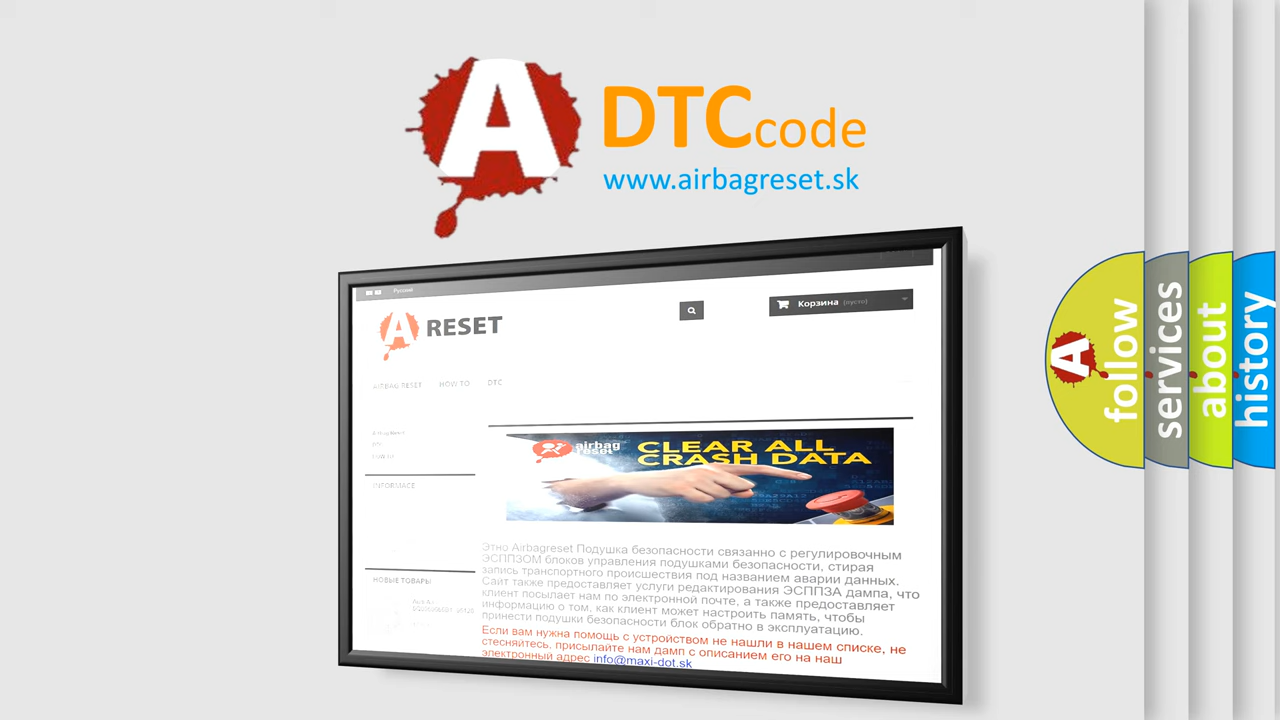 A
DTCcode
www.airbagreset.sk
Русский
A RESET
Корзина (пусто)
AIRBAG RESET HOW TO DTC
INFORMACE
airbag
reset
CLEAR ALL
CRASH DATA
Этно Airbagreset Подушка безопасности связанно с регулировочным
ЭСППЗОМ блоков управления подушками безопасности, стирая
запись транспортного происшествия под названием аварии данных.
Сайт также предоставляет услуги редактирования ЭСППЗА дампа, что
клиент посылает нам по электронной почте, а также предоставляет
информацию о том, как клиент может настроить память, чтобы
принести подушки безопасности блок обратно в эксплуатацию.
Если вам нужна помощь с устройством не нашли в нашем списке, не
стесняйтесь, присылайте нам дамп с описанием его на наш
электронный адрес info@maxi-dot.sk
НОВЫЕ ТОВАРЫ
A
follow
services
about
history